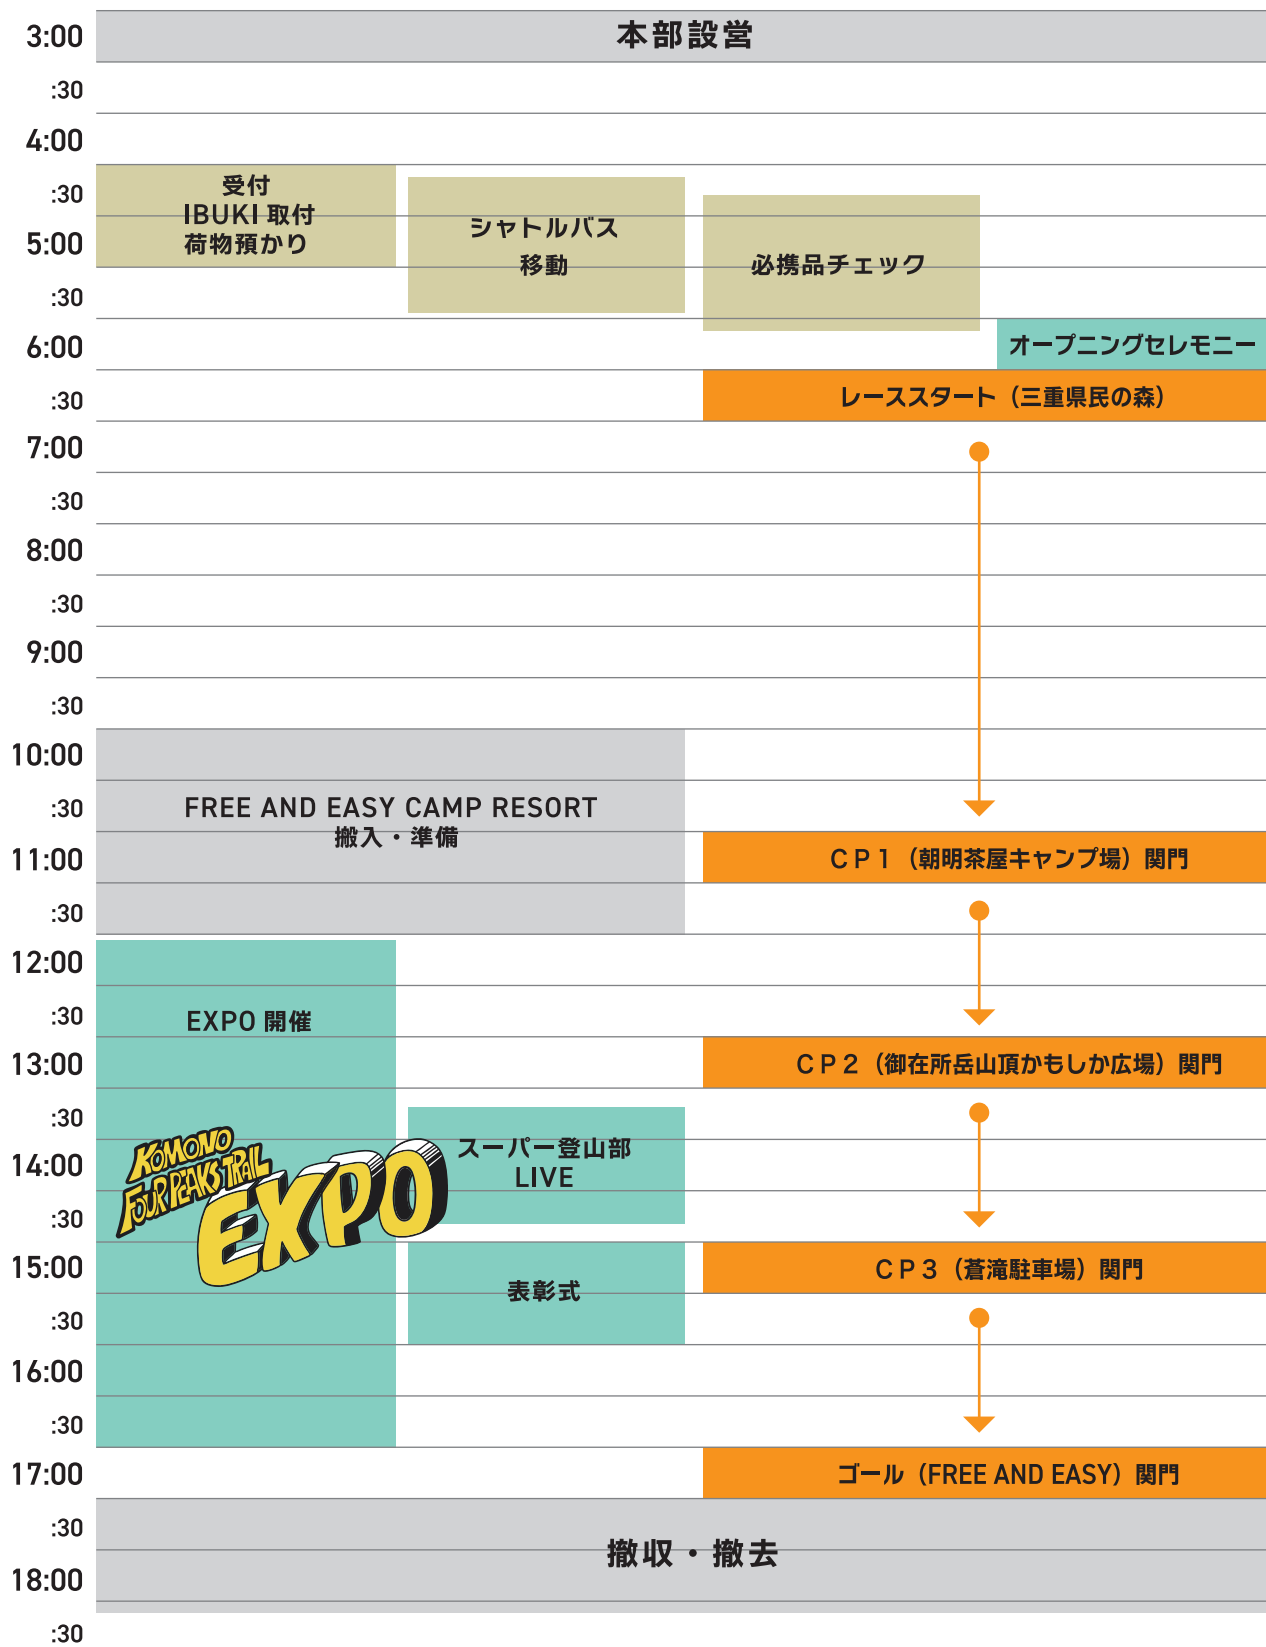 3:00
本部設営
:30
4:00
:30
受付
IBUKI 取付
荷物預かり
シャトルバス
移動
必携品チェック
5:00
:30
6:00
オープニングセレモニー
:30
レーススタート（三重県民の森）
7:00
:30
8:00
:30
9:00
:30
10:00
:30
FREE AND EASY CAMP RESORT
搬入・準備
11:00
ＣＰ１（朝明茶屋キャンプ場）関門
:30
12:00
:30
EXPO 開催
13:00
ＣＰ２（御在所岳山頂かもしか広場）関門
:30
KOMONO
FOUR PEAKS TRAIL
EXPO
スーパー登山部
LIVE
14:00
:30
15:00
ＣＰ３（蒼滝駐車場）関門
表彰式
:30
16:00
:30
17:00
ゴール（FREE AND EASY）関門
:30
撤収・撤去
18:00
:30